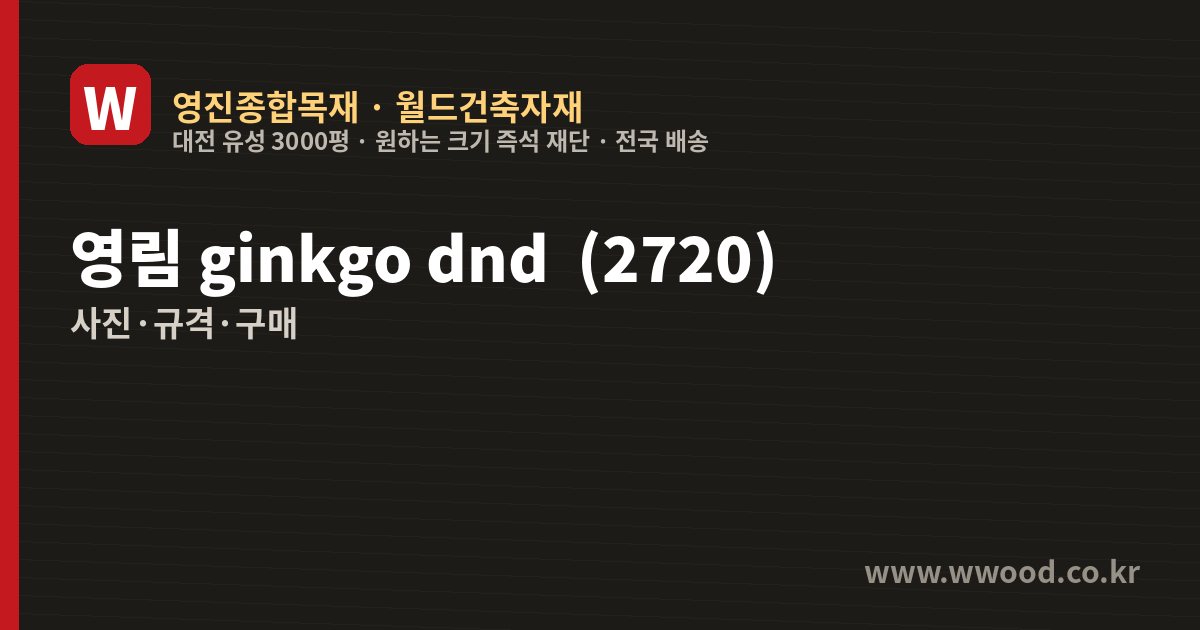 W
영진종합목재 · 월드건축자재
대전 유성 3000평 · 원하는 크기 즉석 재단 · 전국 배송
영림 ginkgo dnd (2720)
사진·규격·구매
www.wwood.co.kr